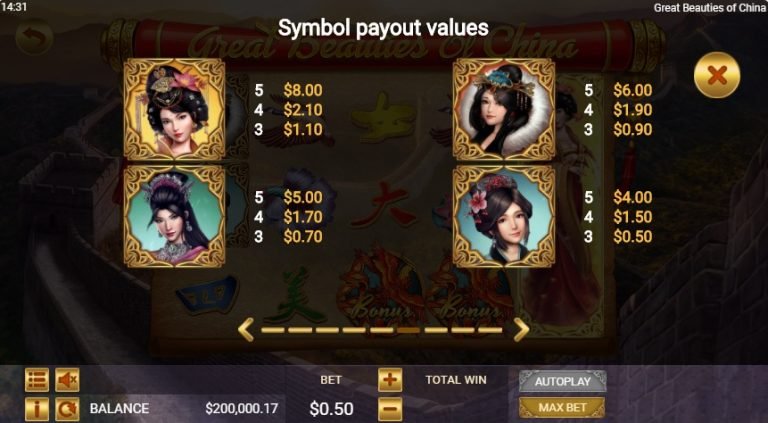 14:31
Great Beauties of China
Symbol payout values
Great Beauties of China
5 $8.00
4 $2.10
3 $1.10
5 $6.00
4 $1.90
3 $0.90
5 $5.00
4 $1.70
3 $0.70
5 $4.00
4 $1.50
3 $0.50
大
美
Bonus
Bonus
BET
TOTAL WIN
AUTOPLAY
BALANCE
$200,000.17
$0.50
MAX BET